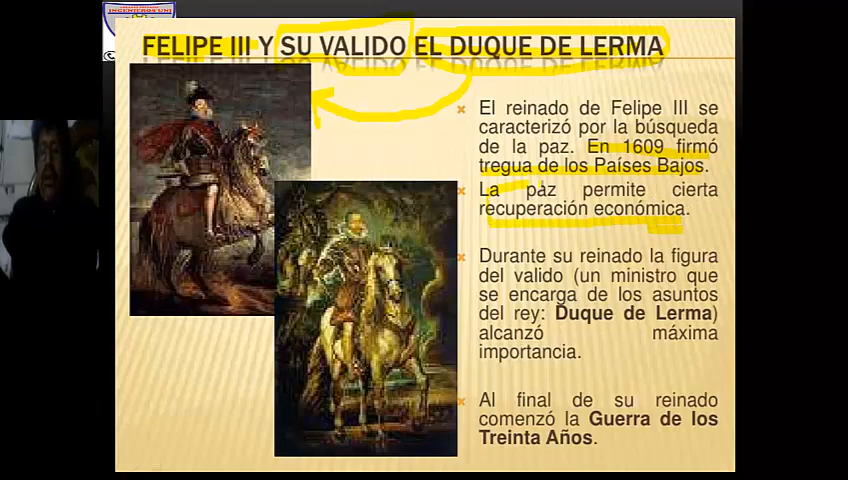 INGENIEROS UNI
FELIPE III Y SU VALIDO EL DUQUE DE LERMA
El reinado de Felipe III se
caracterizó por la búsqueda
de la paz. En 1609 firmó
tregua de los Países Bajos.
La paz permite cierta
recuperación económica.
Durante su reinado la figura
del valido (un ministro que
se encarga de los asuntos
del rey: Duque de Lerma)
alcanzó máxima
importancia.
Al final de su reinado
comenzó la Guerra de los
Treinta Años.